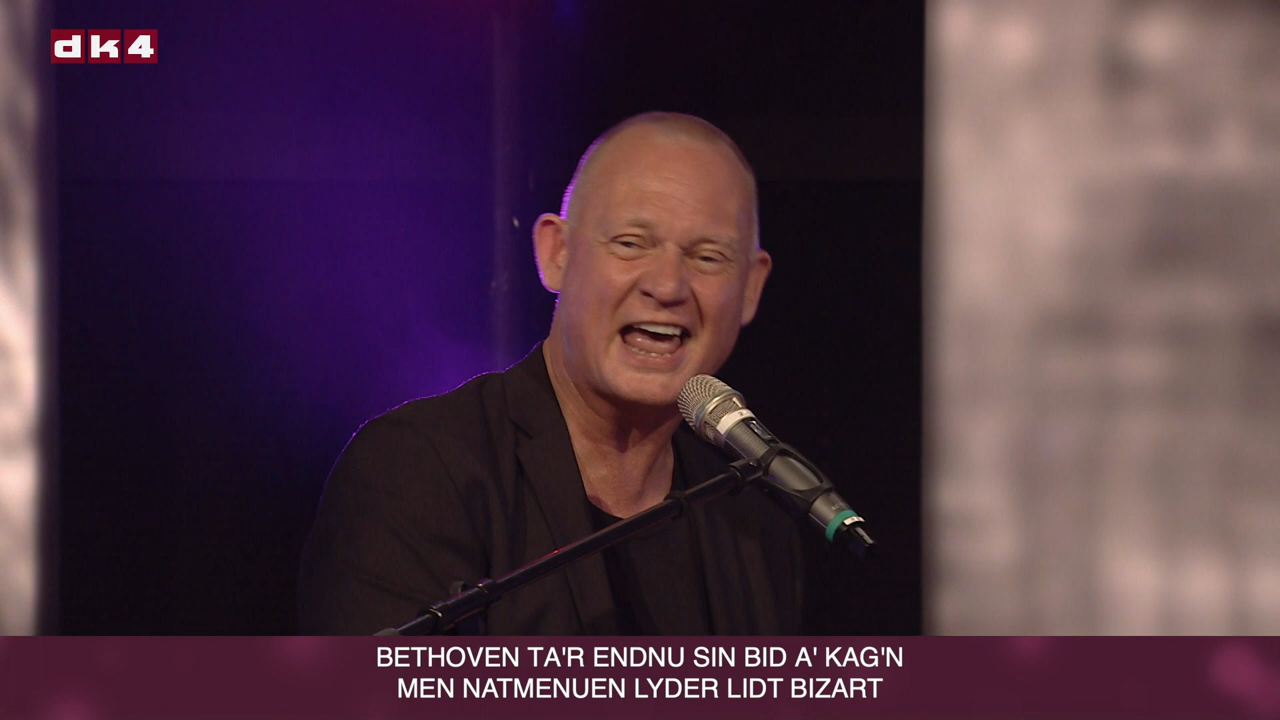 dk4
BETHOVEN TA'R ENDNU SIN BID A' KAG'N
MEN NATMENUEN LYDER LIDT BIZART